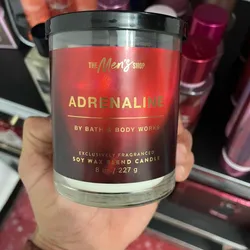 THE Men's SHOP
ADRENALINE
BY BATH & BODY WORKS
EXCLUSIVELY FRAGRANCED
SOY WAX BLEND CANDLE
8 oz / 227 g